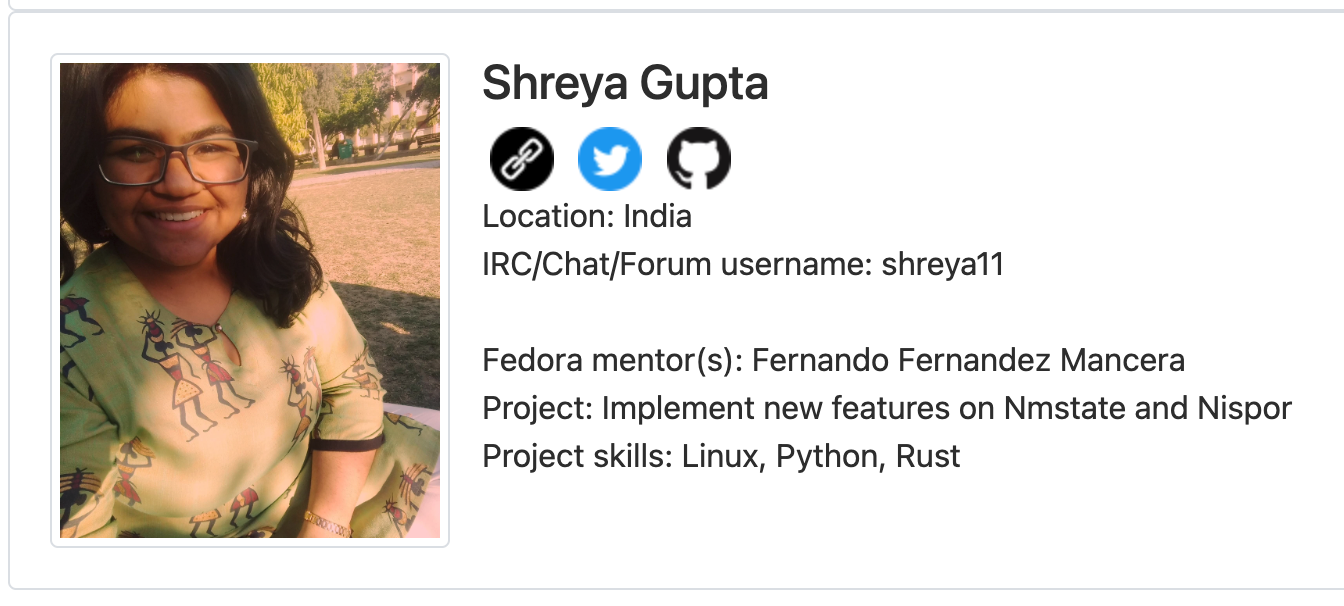 Shreya Gupta
Location: India
IRC/Chat/Forum username: shreya11
Fedora mentor(s): Fernando Fernandez Mancera
Project: Implement new features on Nmstate and Nispor
Project skills: Linux, Python, Rust